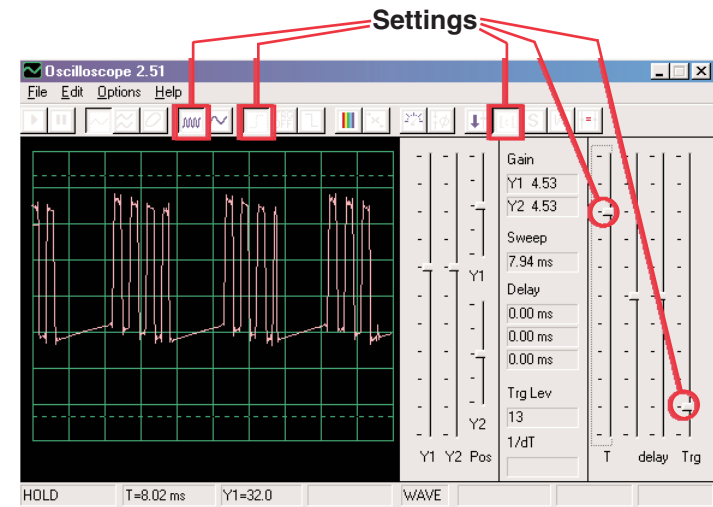 Settings
Oscilloscope 2.51
File Edit Options Help
Gain
Y1 4.53
Y2 4.53
Sweep
7.94 ms
Y1
Delay
0.00 ms
0.00 ms
0.00 ms
Trg Lev
13
Y2
1/dT
Y1 Y2 Pos
T delay Trg
HOLD T=8.02 ms Y1=32.0 WAVE